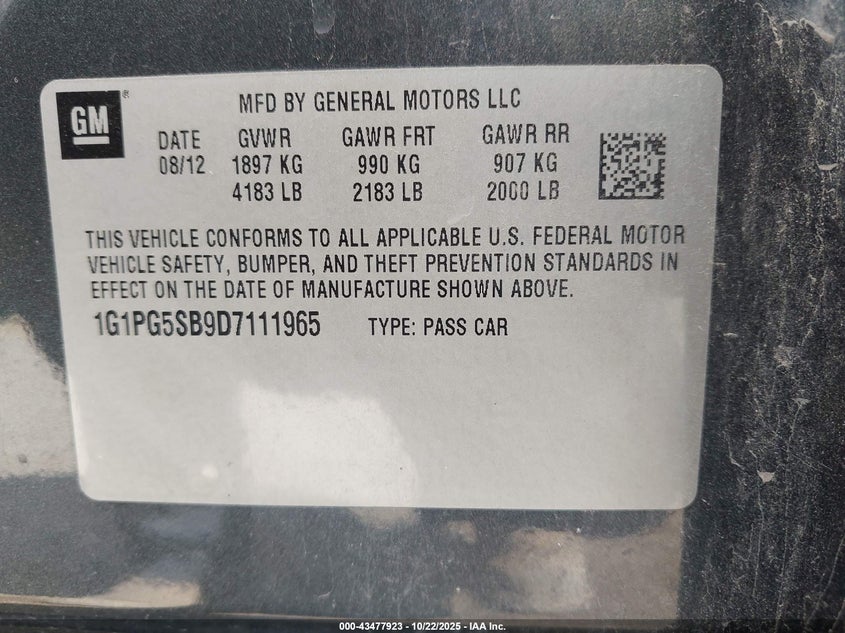 GM®
MFD BY GENERAL MOTORS LLC
DATE GVWR GAWR FRT GAWR RR
08/12 1897 KG 990 KG 907 KG
4183 LB 2183 LB 2000 LB
THIS VEHICLE CONFORMS TO ALL APPLICABLE U.S. FEDERAL MOTOR
VEHICLE SAFETY, BUMPER, AND THEFT PREVENTION STANDARDS IN
EFFECT ON THE DATE OF MANUFACTURE SHOWN ABOVE.
1G1PG5SB9D7111965 TYPE: PASS CAR
000-43477923 - 10/22/2025 - IAA Inc.